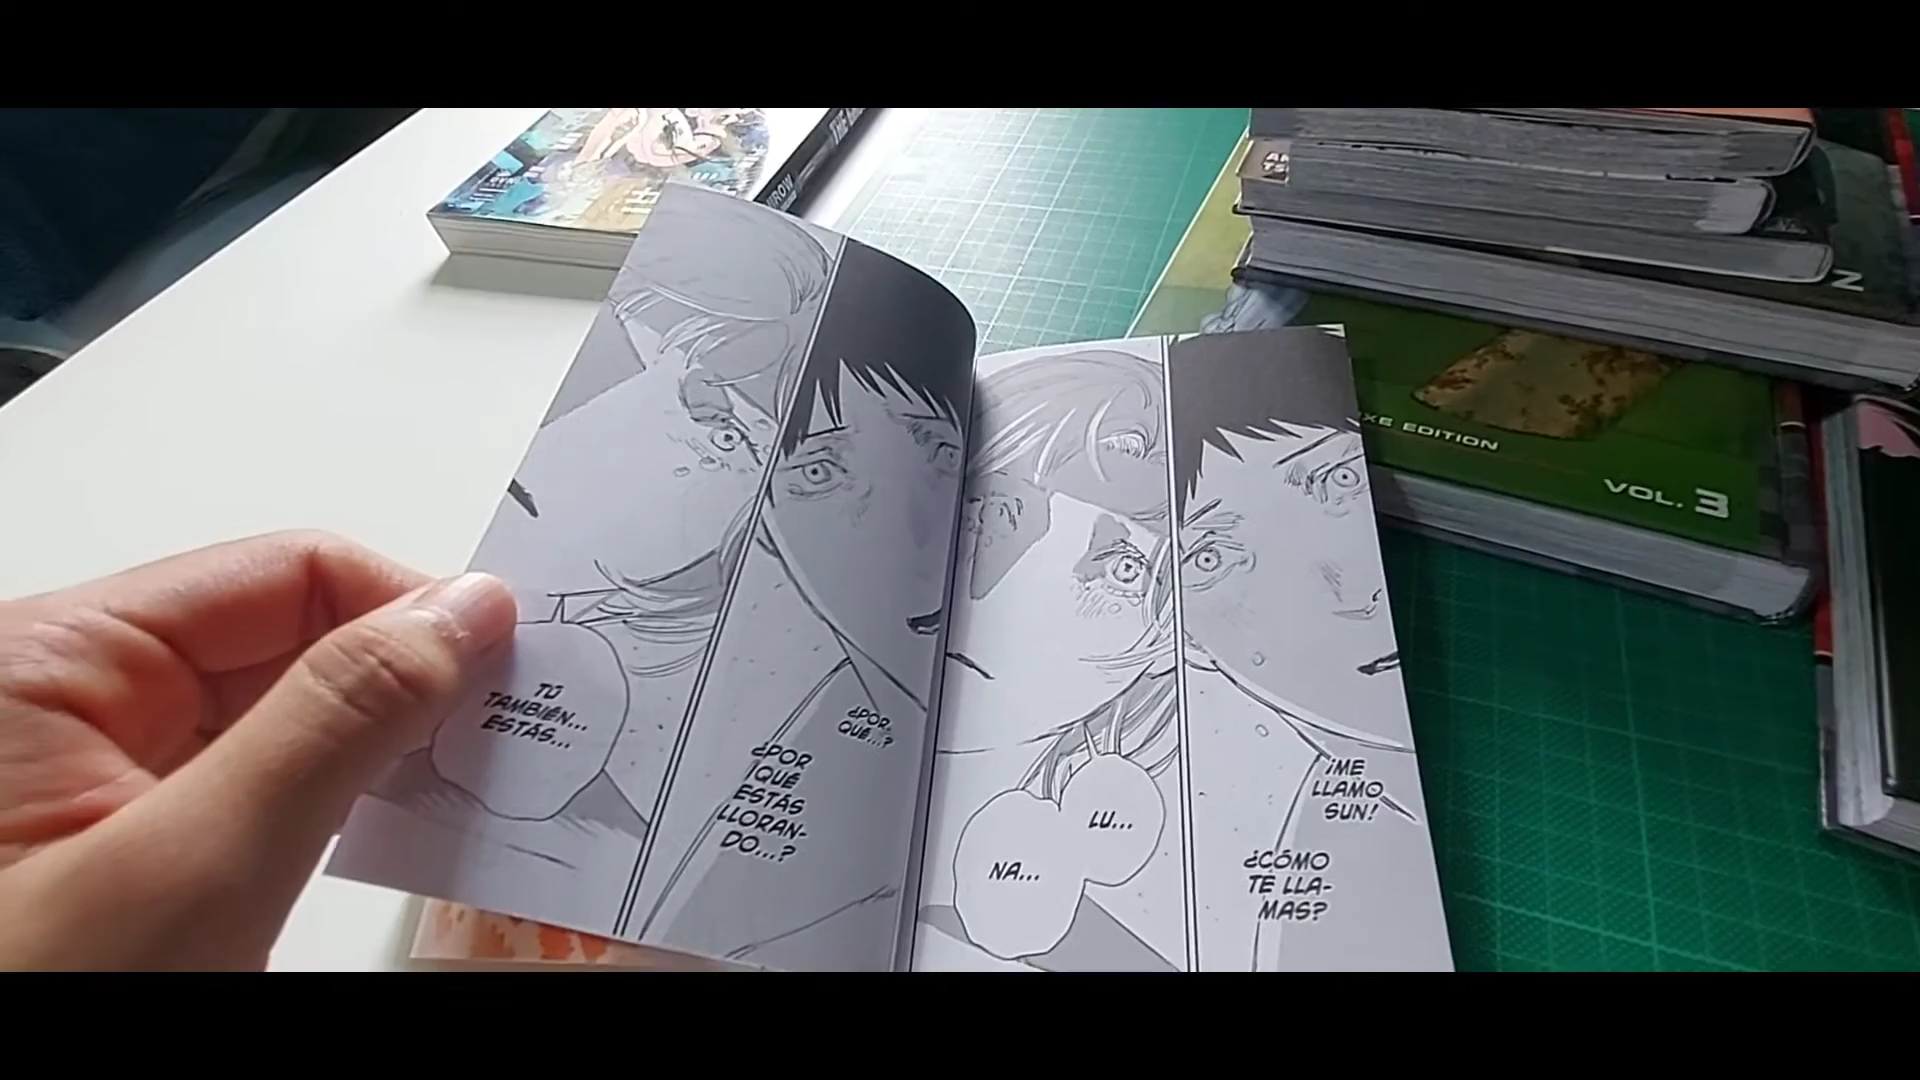 TÚ
TAMBIÉN...
ESTÁS...
¿POR
QUÉ...?
¿POR
QUÉ
ESTÁS
LLORAN-
DO...?
LU...
NA...
¡ME
LLAMO
SUN!
¿CÓMO
TE LLA-
MAS?
EDITION
VOL. 3
Z